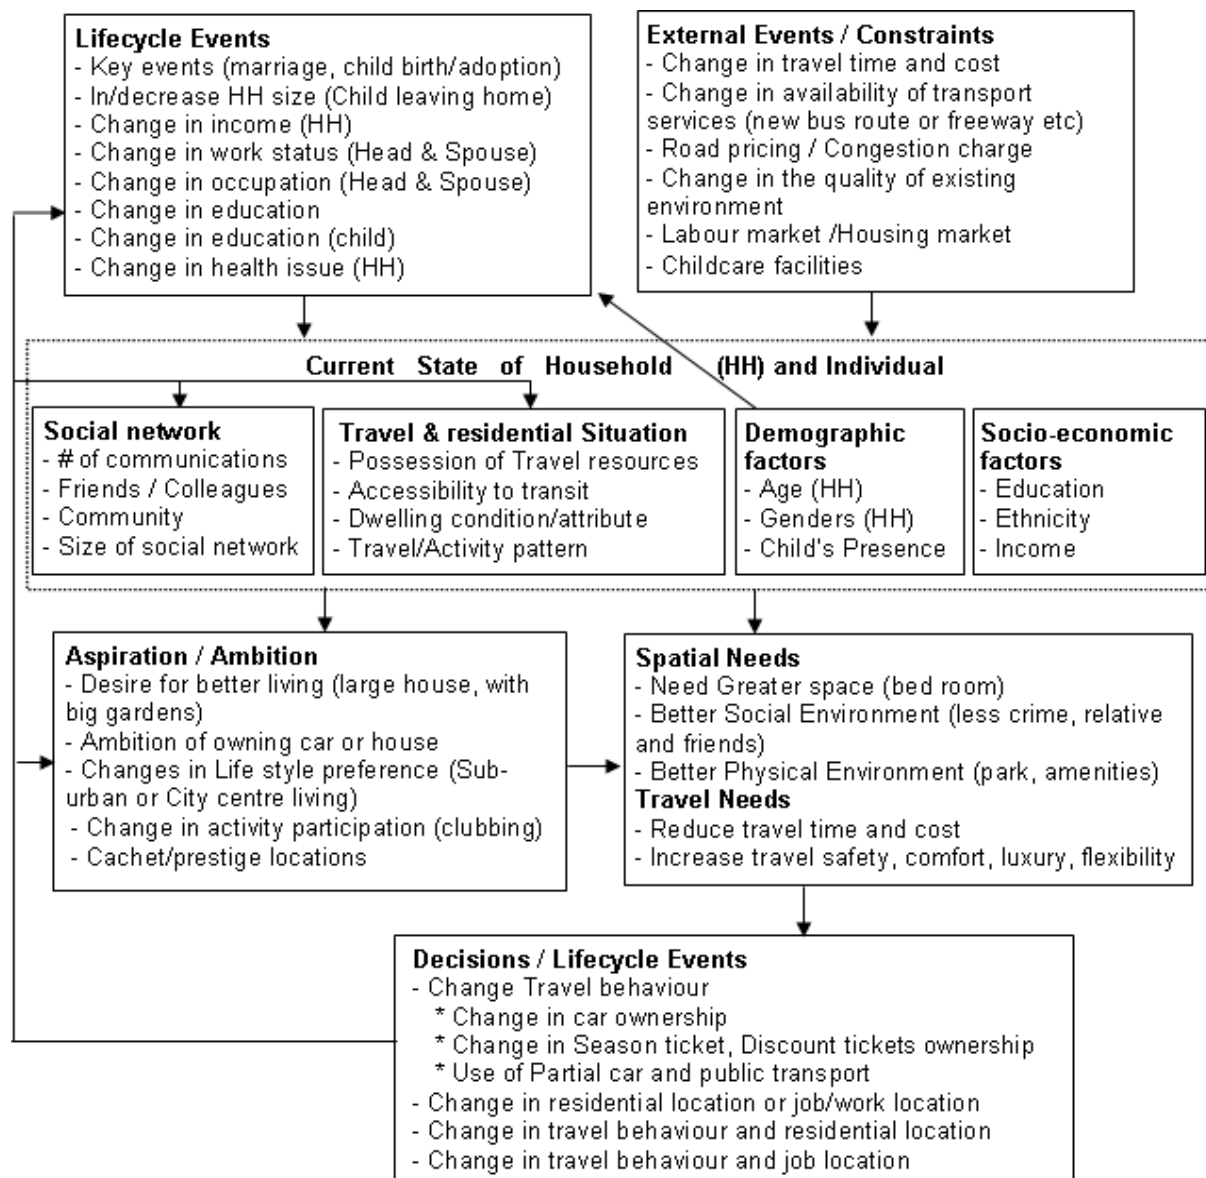 Lifecycle Events
- Key events (marriage, child birth/adoption)
- In/decrease HH size (Child leaving home)
- Change in income (HH)
- Change in work status (Head & Spouse)
- Change in occupation (Head & Spouse)
- Change in education
- Change in education (child)
- Change in health issue (HH)
External Events / Constraints
- Change in travel time and cost
- Change in availability of transport
services (new bus route or freeway etc)
- Road pricing / Congestion charge
- Change in the quality of existing
environment
- Labour market /Housing market
- Childcare facilities
Current State of Household (HH) and Individual
Social network
- # of communications
- Friends / Colleagues
- Community
- Size of social network
Travel & residential Situation
- Possession of Travel resources
- Accessibility to transit
- Dwelling condition/attribute
- Travel/Activity pattern
Demographic
factors
- Age (HH)
- Genders (HH)
- Child's Presence
Socio-economic
factors
- Education
- Ethnicity
- Income
Aspiration / Ambition
- Desire for better living (large house, with
big gardens)
- Ambition of owning car or house
- Changes in Life style preference (Sub-
urban or City centre living)
- Change in activity participation (clubbing)
- Cachet/prestige locations
Spatial Needs
- Need Greater space (bed room)
- Better Social Environment (less crime, relative
and friends)
- Better Physical Environment (park, amenities)
Travel Needs
- Reduce travel time and cost
- Increase travel safety, comfort, luxury, flexibility
Decisions / Lifecycle Events
- Change Travel behaviour
* Change in car ownership
* Change in Season ticket, Discount tickets ownership
* Use of Partial car and public transport
- Change in residential location or job/work location
- Change in travel behaviour and residential location
- Change in travel behaviour and job location